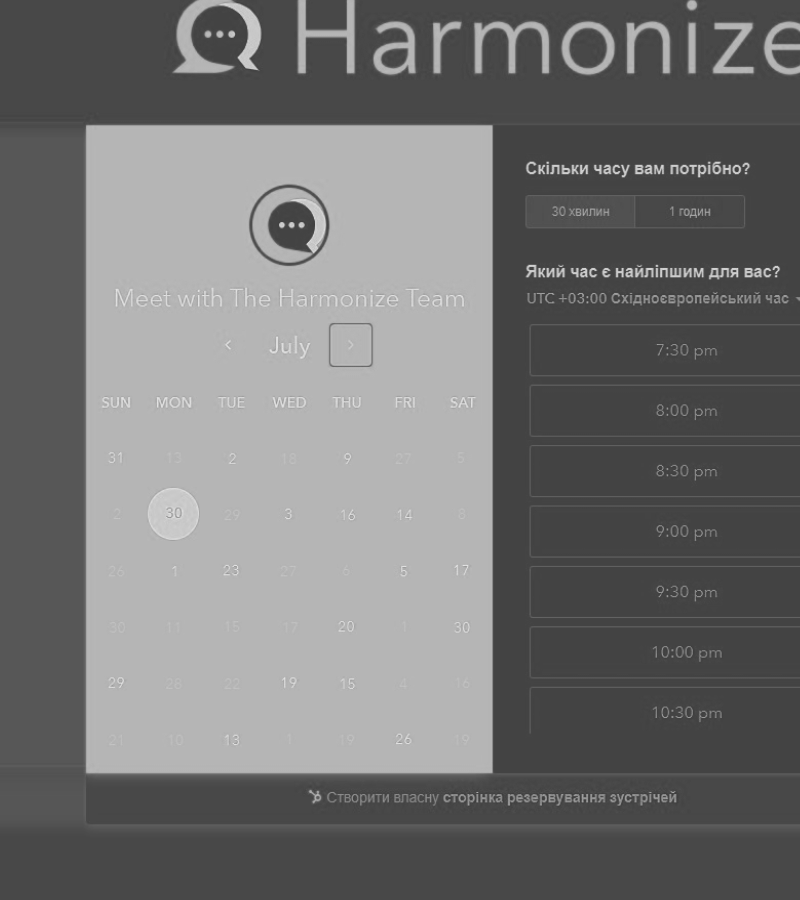 Harmonize
Meet with The Harmonize Team
July
SUN MON TUE WED THU FRI SAT
31 13 2 18 9 27 5
2 30 29 3 16 14
26 1 23 27 6 5 17
30 11 15 17 20 1 30
29 22 19 15 4 16
10 13 1 19 26 19
Скільки часу вам потрібно?
30 хвилин 1 годин
Який час є найліпшим для вас?
UTC +03:00 Східноєвропейський час
7:30 pm
8:00 pm
8:30 pm
9:00 pm
9:30 pm
10:00 pm
10:30 pm
Створити власну сторінка резервування зустрічей